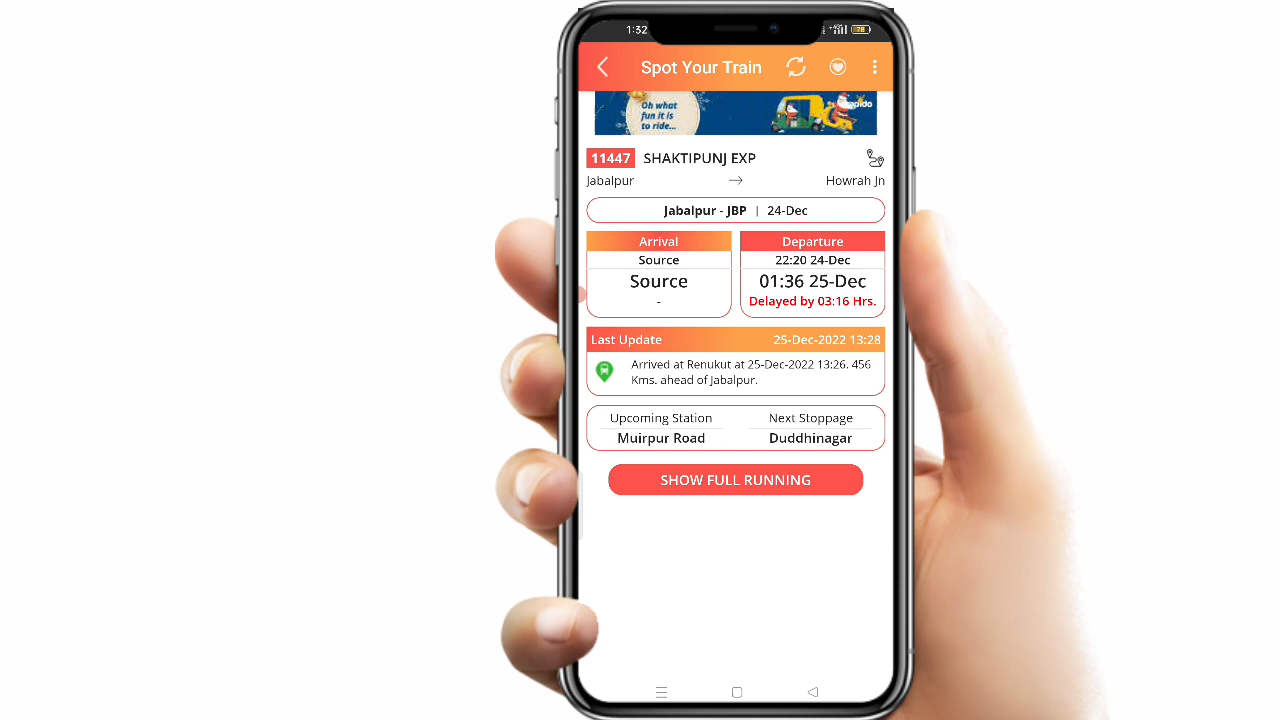 1:32
78
Spot Your Train
Oh what
fun it is
to ride...
11447 SHAKTIPUNJ EXP
Jabalpur → Howrah Jn
Jabalpur - JBP | 24-Dec
Arrival
Source
Source
-
Departure
22:20 24-Dec
01:36 25-Dec
Delayed by 03:16 Hrs.
Last Update 25-Dec-2022 13:28
Arrived at Renukut at 25-Dec-2022 13:26. 456
Kms. ahead of Jabalpur.
Upcoming Station
Muirpur Road
Next Stoppage
Duddhinagar
SHOW FULL RUNNING